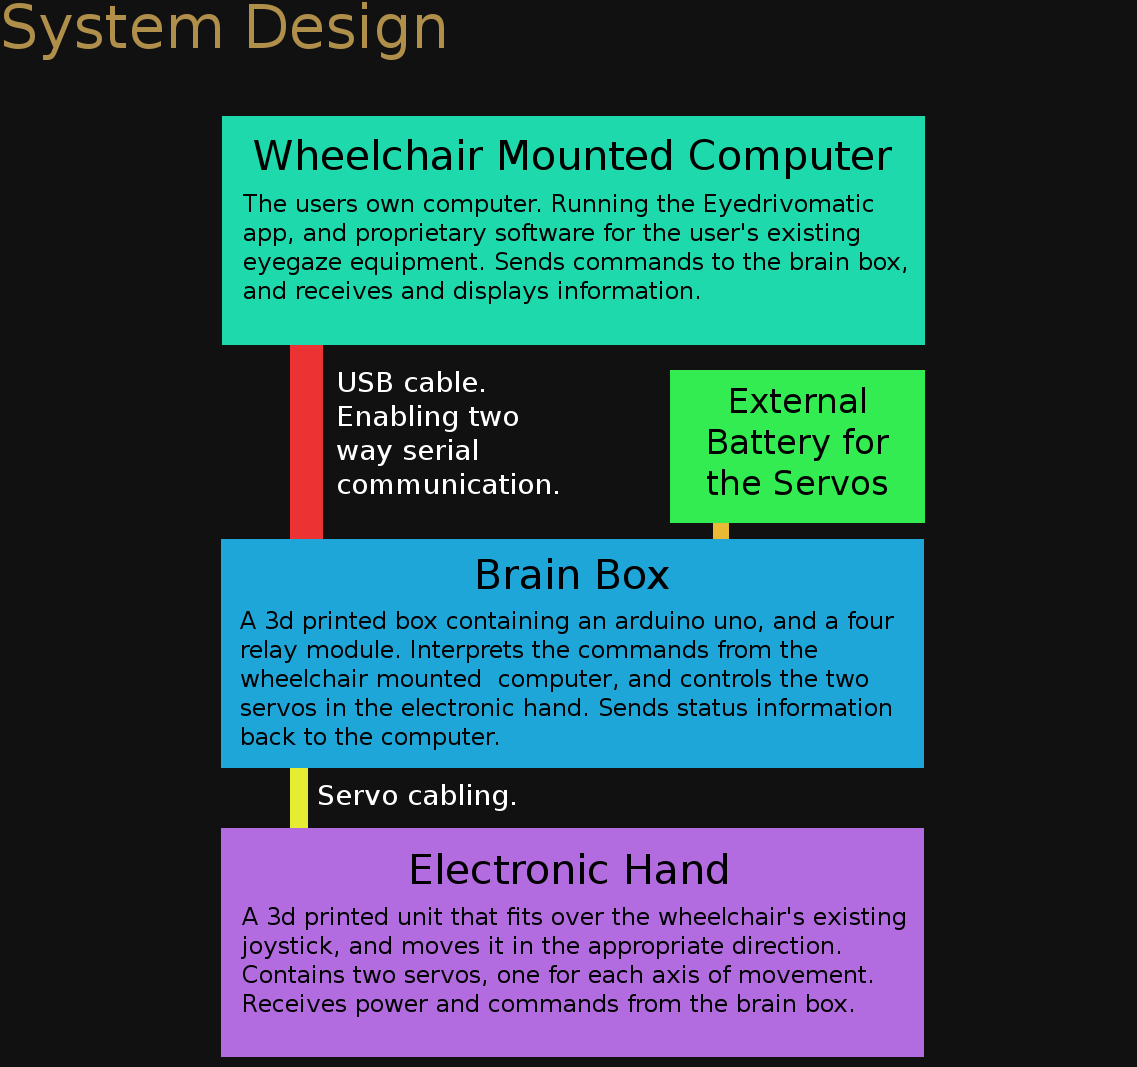 System Design
Wheelchair Mounted Computer
The users own computer. Running the Eyedrivomatic
app, and proprietary software for the user's existing
eyegaze equipment. Sends commands to the brain box,
and receives and displays information.
USB cable.
Enabling two
way serial
communication.
External
Battery for
the Servos
Brain Box
A 3d printed box containing an arduino uno, and a four
relay module. Interprets the commands from the
wheelchair mounted  computer, and controls the two
servos in the electronic hand. Sends status information
back to the computer.
Servo cabling.
Electronic Hand
A 3d printed unit that fits over the wheelchair's existing
joystick, and moves it in the appropriate direction.
Contains two servos, one for each axis of movement.
Receives power and commands from the brain box.